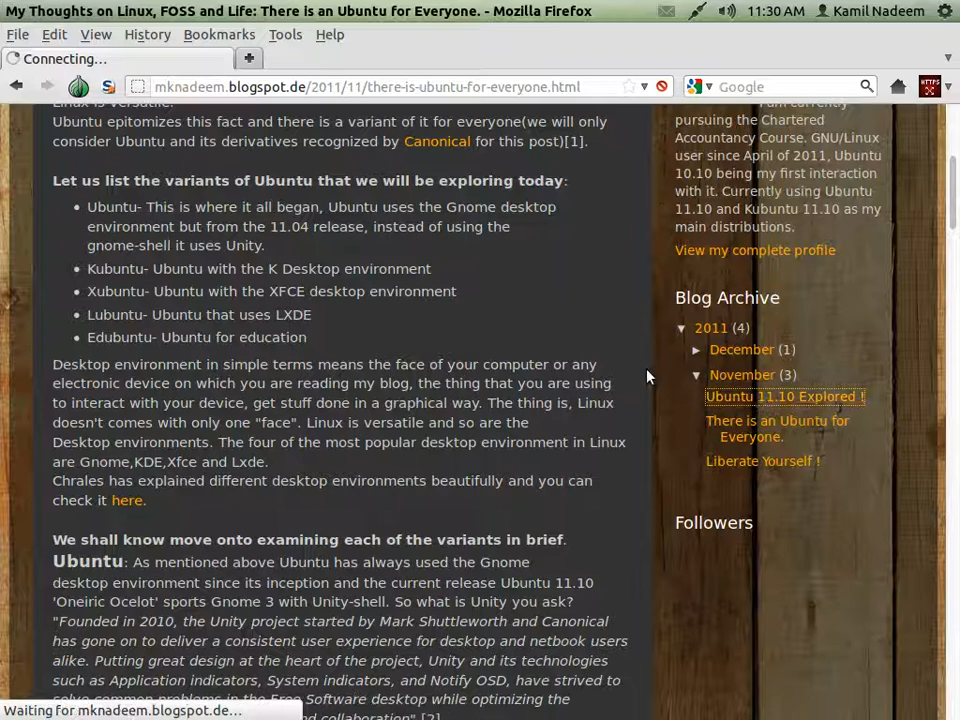 My Thoughts on Linux, FOSS and Life: There is an Ubuntu for Everyone. - Mozilla Firefox
11:30 AM
Kamil Nadeem
File Edit View History Bookmarks Tools Help
Connecting...
mknadeem.blogspot.de/2011/11/there-is-ubuntu-for-everyone.html
Google
HTTPS
Linux is versatile.
Ubuntu epitomizes this fact and there is a variant of it for everyone(we will only
consider Ubuntu and its derivatives recognized by Canonical for this post)[1].
Let us list the variants of Ubuntu that we will be exploring today:
Ubuntu- This is where it all began, Ubuntu uses the Gnome desktop
environment but from the 11.04 release, instead of using the
gnome-shell it uses Unity.
Kubuntu- Ubuntu with the K Desktop environment
Xubuntu- Ubuntu with the XFCE desktop environment
Lubuntu- Ubuntu that uses LXDE
Edubuntu- Ubuntu for education
Desktop environment in simple terms means the face of your computer or any
electronic device on which you are reading my blog, the thing that you are using
to interact with your device, get stuff done in a graphical way. The thing is, Linux
doesn't comes with only one "face". Linux is versatile and so are the
Desktop environments. The four of the most popular desktop environment in Linux
are Gnome,KDE,Xfce and Lxde.
Chrales has explained different desktop environments beautifully and you can
check it here.
We shall know move onto examining each of the variants in brief.
Ubuntu: As mentioned above Ubuntu has always used the Gnome
desktop environment since its inception and the current release Ubuntu 11.10
'Oneiric Ocelot' sports Gnome 3 with Unity-shell. So what is Unity you ask?
"Founded in 2010, the Unity project started by Mark Shuttleworth and Canonical
has gone on to deliver a consistent user experience for desktop and netbook users
alike. Putting great design at the heart of the project, Unity and its technologies
such as Application indicators, System indicators, and Notify OSD, have strived to
solve common problems in the Free Software desktop while optimizing the
and collaboration" [2]
I am currently
pursuing the Chartered
Accountancy Course. GNU/Linux
user since April of 2011, Ubuntu
10.10 being my first interaction
with it. Currently using Ubuntu
11.10 and Kubuntu 11.10 as my
main distributions.
View my complete profile
Blog Archive
▼ 2011 (4)
► December (1)
▼ November (3)
Ubuntu 11.10 Explored !
There is an Ubuntu for
Everyone.
Liberate Yourself !
Followers
Waiting for mknadeem.blogspot.de...